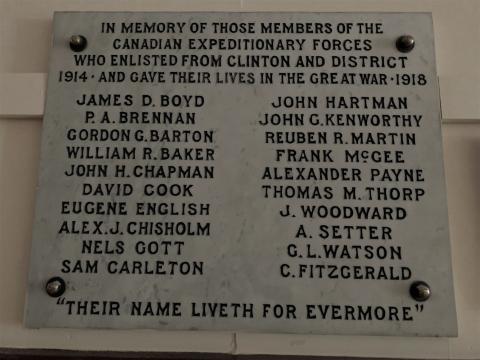 IN MEMORY OF THOSE MEMBERS OF THE
CANADIAN EXPEDITIONARY FORCES
WHO ENLISTED FROM CLINTON AND DISTRICT
1914 · AND GAVE THEIR LIVES IN THE GREAT WAR · 1918
JAMES D. BOYD
P. A. BRENNAN
GORDON G. BARTON
WILLIAM R. BAKER
JOHN H. CHAPMAN
DAVID COOK
EUGENE ENGLISH
ALEX. J. CHISHOLM
NELS GOTT
SAM CARLETON
JOHN HARTMAN
JOHN G. KENWORTHY
REUBEN R. MARTIN
FRANK McGEE
ALEXANDER PAYNE
THOMAS M. THORP
J. WOODWARD
A. SETTER
G. L. WATSON
C. FITZGERALD
"THEIR NAME LIVETH FOR EVERMORE"